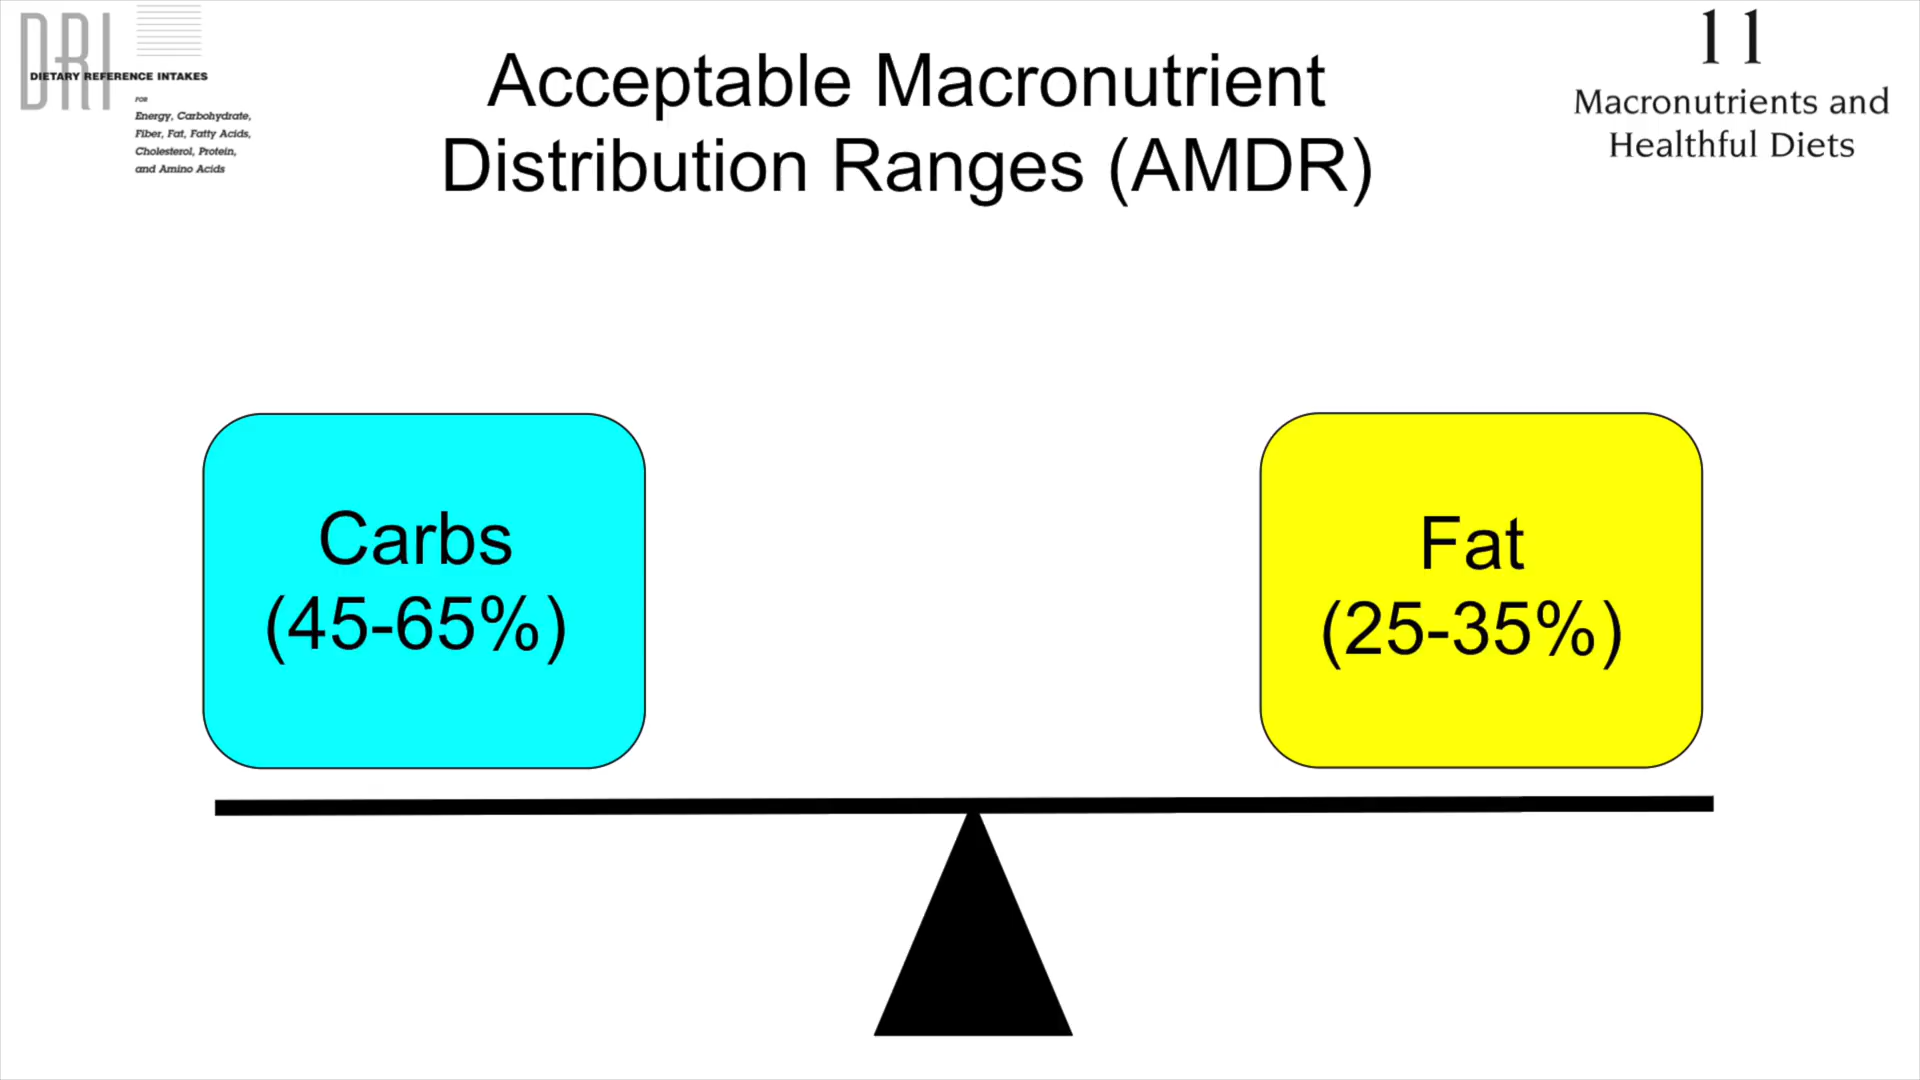 DRI
DIETARY REFERENCE INTAKES
FOR
Energy, Carbohydrate,
Fiber, Fat, Fatty Acids,
Cholesterol, Protein,
and Amino Acids
Acceptable Macronutrient
Distribution Ranges (AMDR)
11
Macronutrients and
Healthful Diets
Carbs
(45-65%)
Fat
(25-35%)